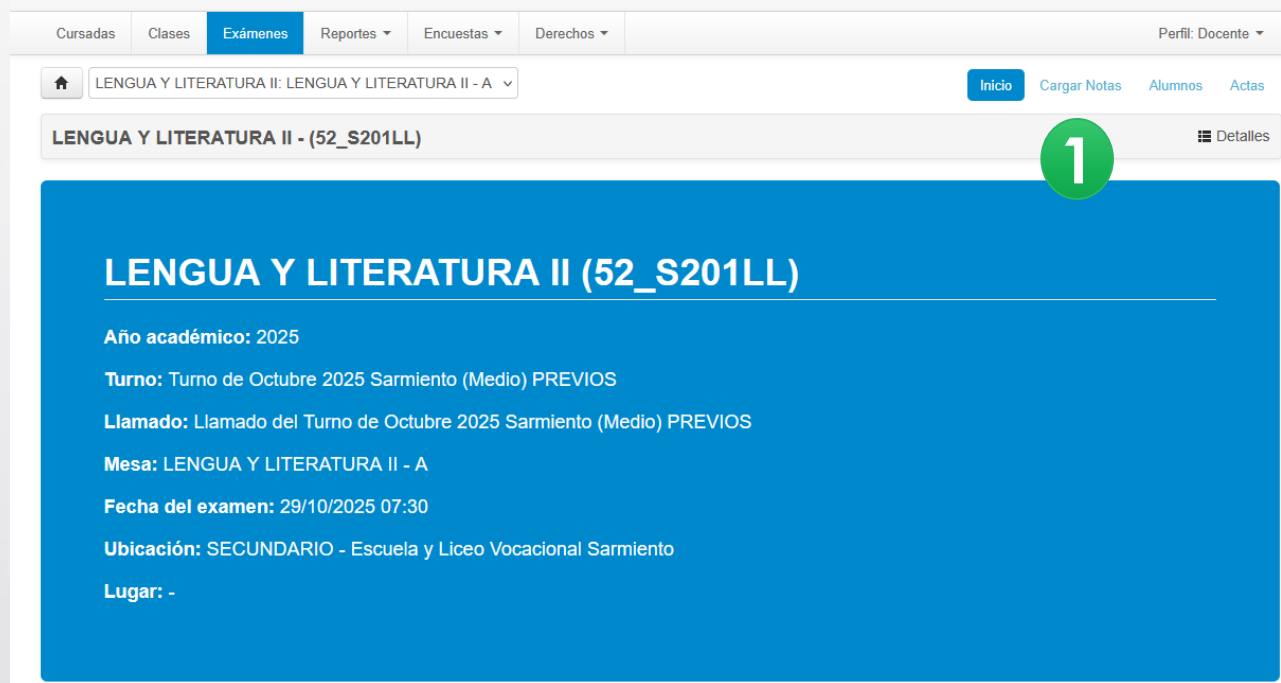 Cursadas Clases Exámenes Reportes Encuestas Derechos Perfil: Docente
LENGUA Y LITERATURA II: LENGUA Y LITERATURA II - A Inicio Cargar Notas Alumnos Actas
LENGUA Y LITERATURA II - (52_S201LL) Detalles
1
LENGUA Y LITERATURA II (52_S201LL)
Año académico: 2025
Turno: Turno de Octubre 2025 Sarmiento (Medio) PREVIOS
Llamado: Llamado del Turno de Octubre 2025 Sarmiento (Medio) PREVIOS
Mesa: LENGUA Y LITERATURA II - A
Fecha del examen: 29/10/2025 07:30
Ubicación: SECUNDARIO - Escuela y Liceo Vocacional Sarmiento
Lugar: -